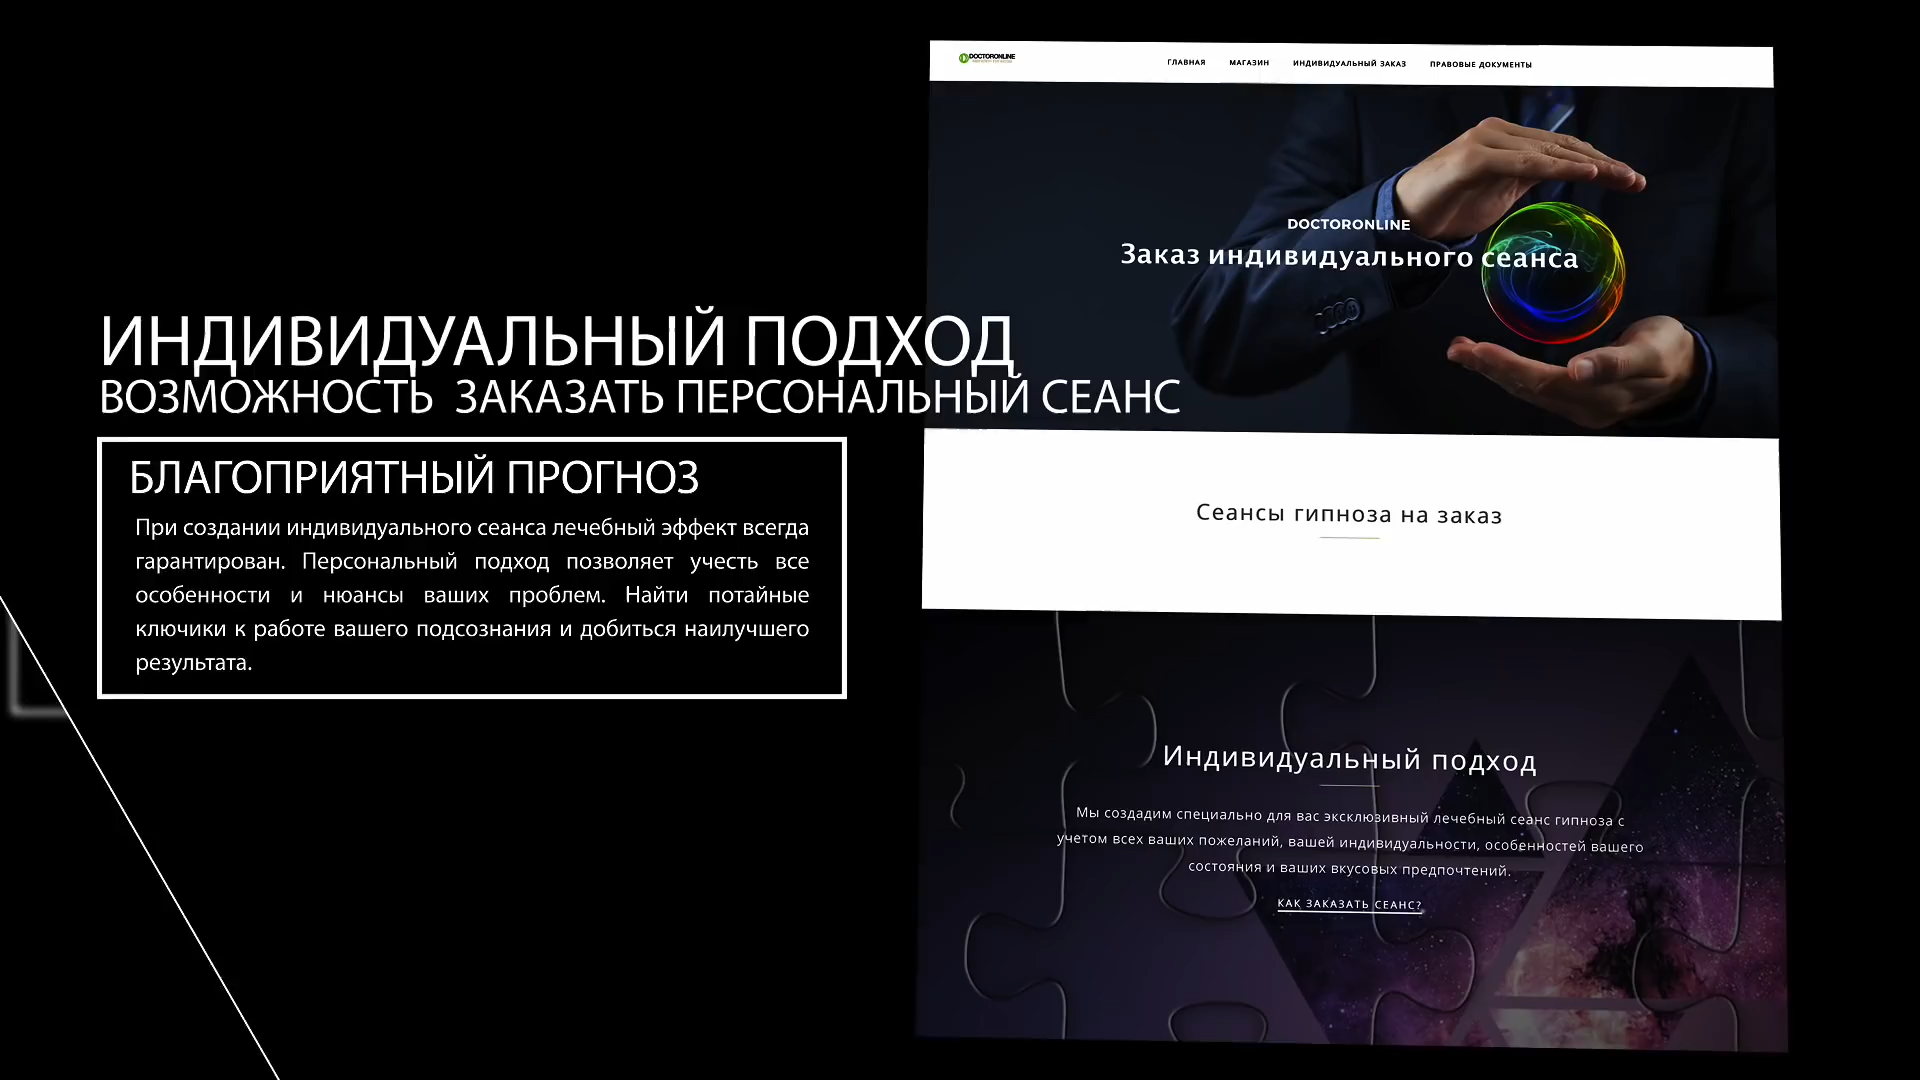 ИНДИВИДУАЛЬНЫЙ ПОДХОД
ВОЗМОЖНОСТЬ ЗАКАЗАТЬ ПЕРСОНАЛЬНЫЙ СЕАНС
БЛАГОПРИЯТНЫЙ ПРОГНОЗ
При создании индивидуального сеанса лечебный эффект всегда
гарантирован. Персональный подход позволяет учесть все
особенности и нюансы ваших проблем. Найти потайные
ключики к работе вашего подсознания и добиться наилучшего
результата.
DOCTORONLINE
ГЛАВНАЯ МАГАЗИН ИНДИВИДУАЛЬНЫЙ ЗАКАЗ ПРАВОВЫЕ ДОКУМЕНТЫ
DOCTORONLINE
Заказ индивидуального сеанса
Сеансы гипноза на заказ
Индивидуальный подход
Мы создадим специально для вас эксклюзивный лечебный сеанс гипноза с
учетом всех ваших пожеланий, вашей индивидуальности, особенностей вашего
состояния и ваших вкусовых предпочтений.
КАК ЗАКАЗАТЬ СЕАНС?